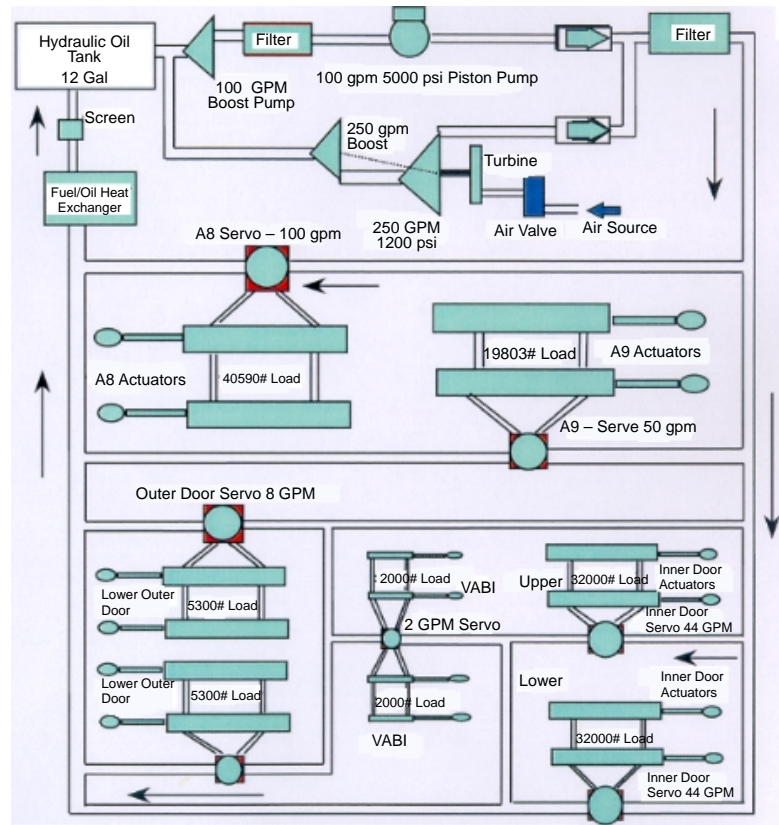 Hydraulic Oil
Tank
12 Gal
Filter
Filter
100 GPM
Boost Pump
100 gpm 5000 psi Piston Pump
Screen
250 gpm
Boost
Turbine
Fuel/Oil Heat
Exchanger
250 GPM
1200 psi
Air Valve
Air Source
A8 Servo – 100 gpm
19803# Load
A9 Actuators
A8 Actuators
40590# Load
A9 – Serve 50 gpm
Outer Door Servo 8 GPM
Lower Outer
Door
5300# Load
2000# Load
VABI
Upper
32000# Load
Inner Door
Actuators
Inner Door
Servo 44 GPM
2 GPM Servo
Lower Outer
Door
5300# Load
2000# Load
VABI
Lower
Inner Door
Actuators
32000# Load
Inner Door
Servo 44 GPM